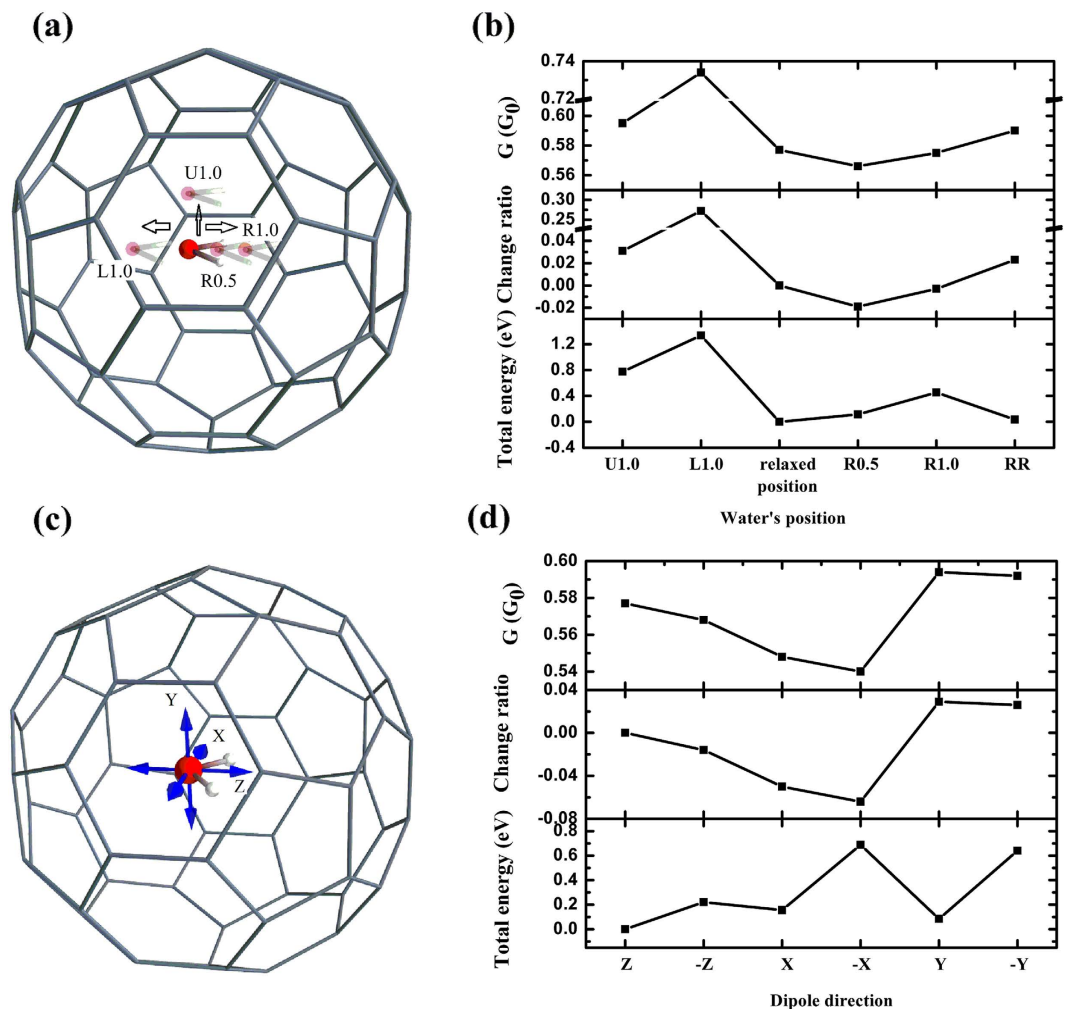 (a)
U1.0
R1.0
L1.0
R0.5
(b)
G (G0)
0.74
0.72
0.60
0.58
0.56
Change ratio
0.30
0.25
0.04
0.00
-0.02
Total energy (eV)
1.2
0.8
0.4
0.0
-0.4
U1.0 L1.0 relaxed R0.5 R1.0 RR
position
Water's position
(c)
Y
X
Z
(d)
G (G0)
0.60
0.58
0.56
0.54
Change ratio
0.04
0.00
-0.04
-0.08
Total energy (eV)
0.8
0.6
0.4
0.2
0.0
Z -Z X -X Y -Y
Dipole direction